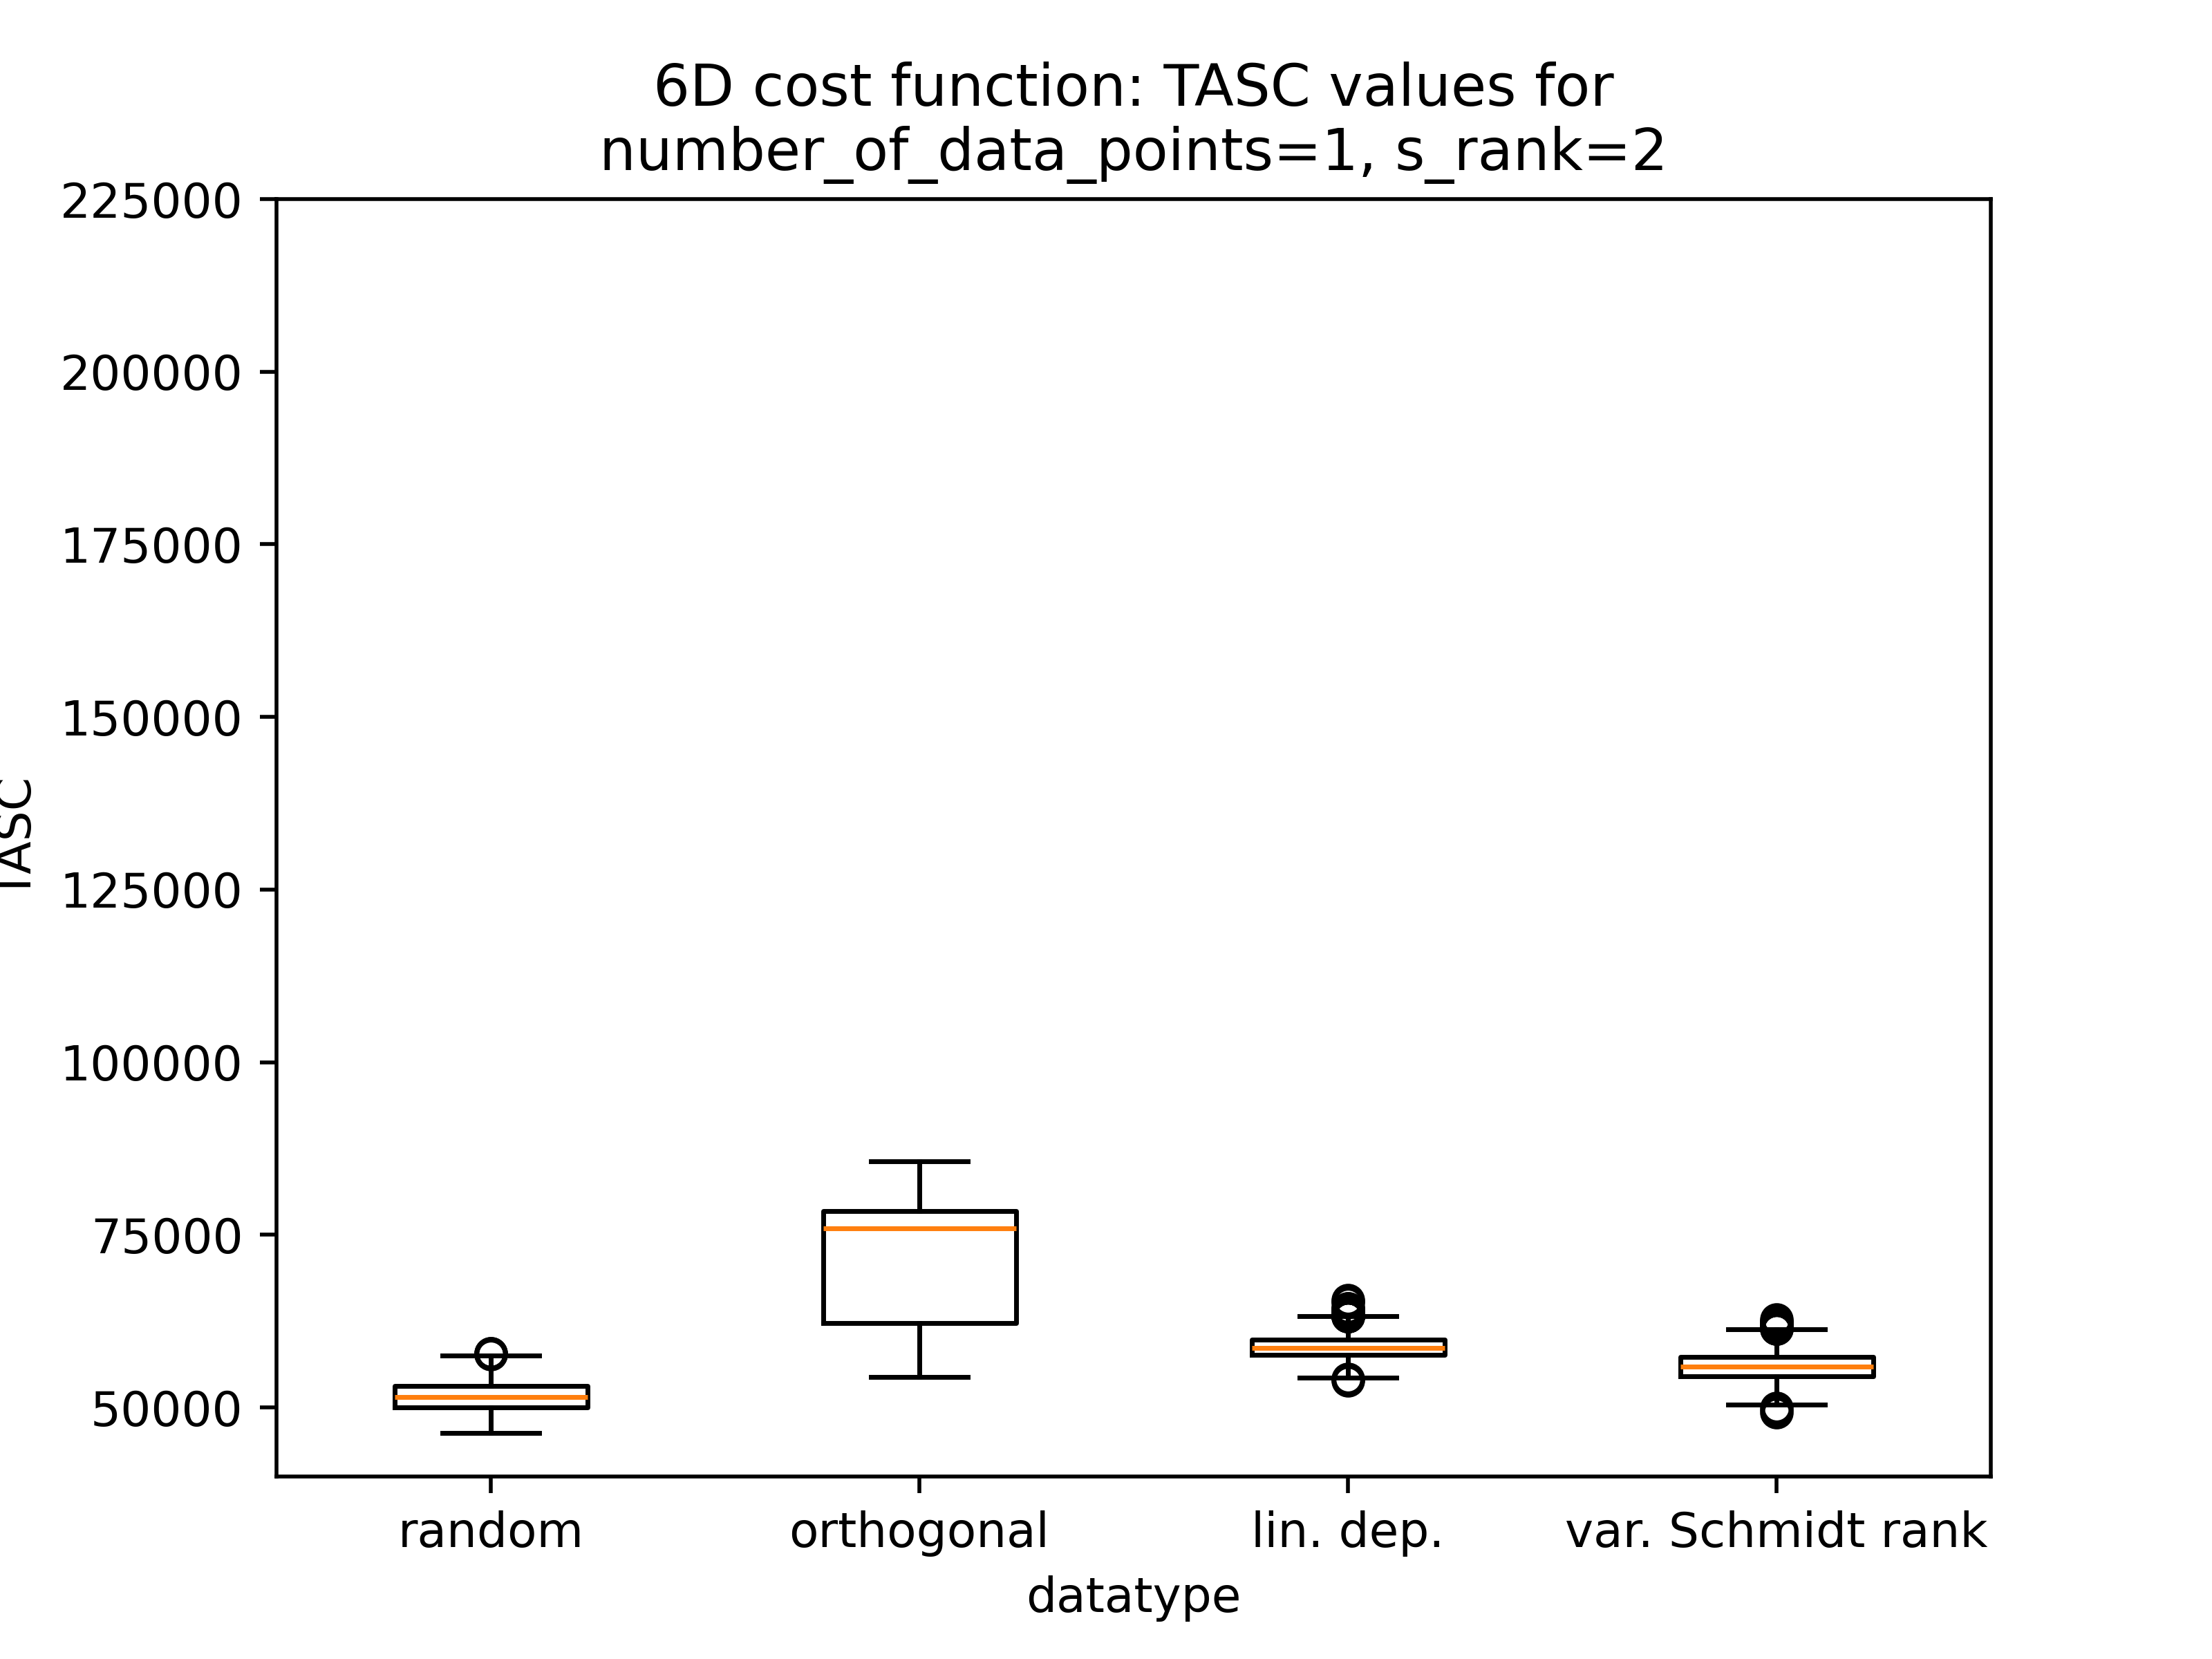 6D cost function: TASC values for
number_of_data_points=1, s_rank=2
225000
200000
175000
150000
125000
100000
75000
50000
TASC
random
orthogonal
lin. dep.
var. Schmidt rank
datatype